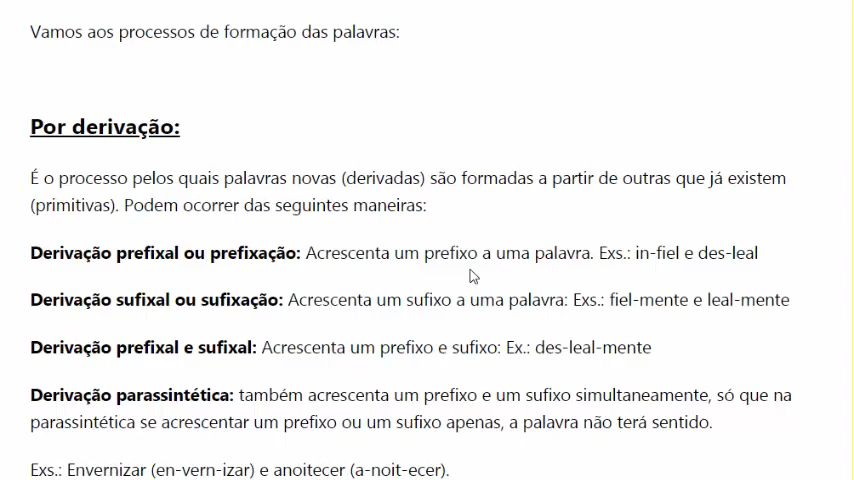 Vamos aos processos de formação das palavras:
Por derivação:
É o processo pelos quais palavras novas (derivadas) são formadas a partir de outras que já existem
(primitivas). Podem ocorrer das seguintes maneiras:
Derivação prefixal ou prefixação: Acrescenta um prefixo a uma palavra. Exs.: in-fiel e des-leal
Derivação sufixal ou sufixação: Acrescenta um sufixo a uma palavra: Exs.: fiel-mente e leal-mente
Derivação prefixal e sufixal: Acrescenta um prefixo e sufixo: Ex.: des-leal-mente
Derivação parassintética: também acrescenta um prefixo e um sufixo simultaneamente, só que na
parassintética se acrescentar um prefixo ou um sufixo apenas, a palavra não terá sentido.
Exs.: Envernizar (en-vern-izar) e anoitecer (a-noit-ecer).